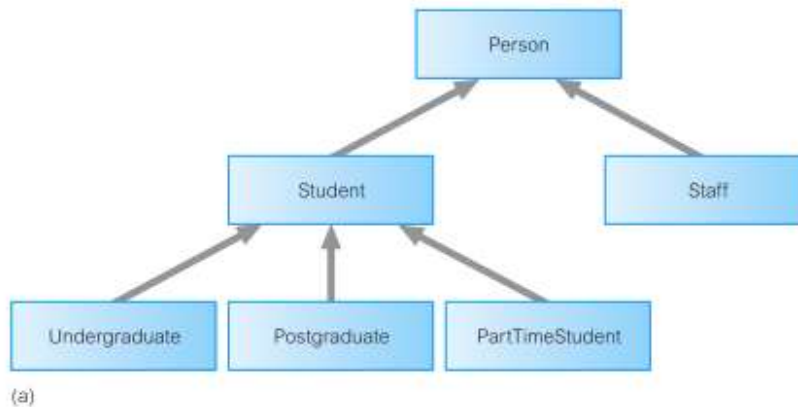 Person
Student
Staff
Undergraduate
Postgraduate
PartTimeStudent
(a)